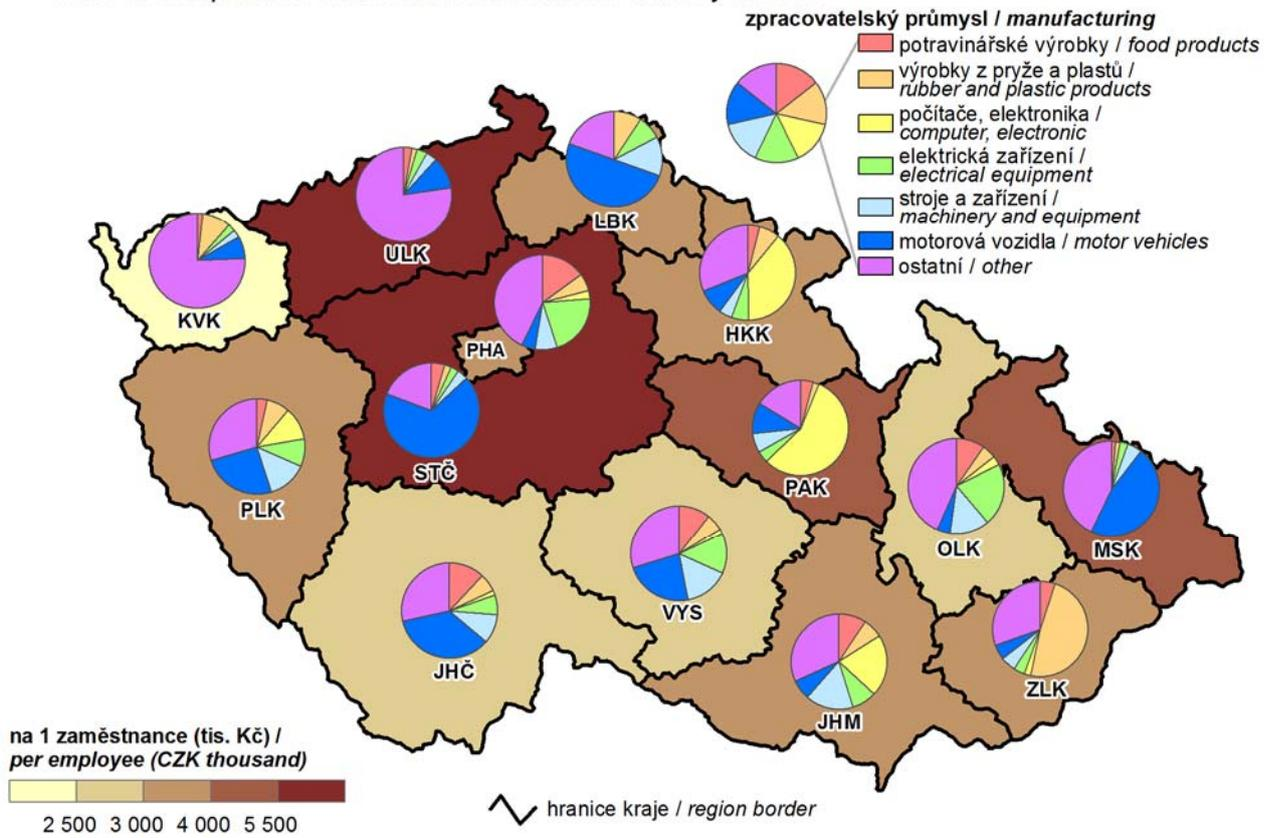 zpracovatelský průmysl / manufacturing
potravinářské výrobky / food products
výrobky z pryže a plastů /
rubber and plastic products
počítače, elektronika /
computer, electronic
elektrická zařízení /
electrical equipment
stroje a zařízení /
machinery and equipment
motorová vozidla / motor vehicles
ostatní / other
LBK
ULK
KVK
HKK
PHA
STČ
PAK
PLK
OLK
MSK
VYS
JHČ
ZLK
JHM
na 1 zaměstnance (tis. Kč) /
per employee (CZK thousand)
2 500 3 000 4 000 5 500
hranice kraje / region border